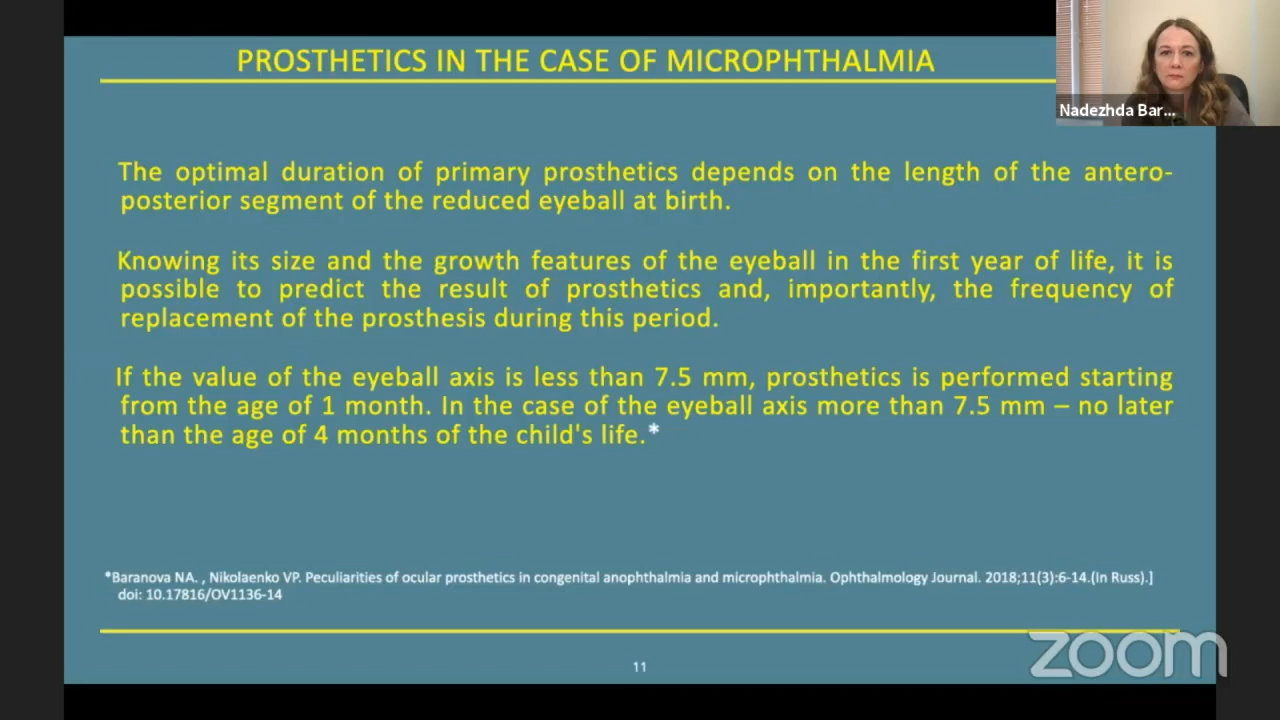 PROSTHETICS IN THE CASE OF MICROPHTHALMIA
Nadezhda Bar...
The optimal duration of primary prosthetics depends on the length of the antero-
posterior segment of the reduced eyeball at birth.
Knowing its size and the growth features of the eyeball in the first year of life, it is
possible to predict the result of prosthetics and, importantly, the frequency of
replacement of the prosthesis during this period.
If the value of the eyeball axis is less than 7.5 mm, prosthetics is performed starting
from the age of 1 month. In the case of the eyeball axis more than 7.5 mm – no later
than the age of 4 months of the child's life.*
*Baranova NA. , Nikolaenko VP. Peculiarities of ocular prosthetics in congenital anophthalmia and microphthalmia. Ophthalmology Journal. 2018;11(3):6-14.(In Russ).]
doi: 10.17816/OV1136-14
11
zoom